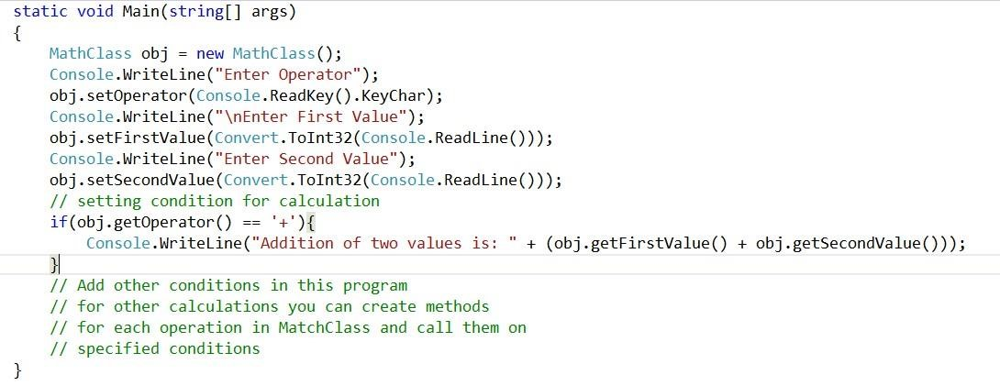 static void Main(string[] args)
{
    MathClass obj = new MathClass();
    Console.WriteLine("Enter Operator");
    obj.setOperator(Console.ReadKey().KeyChar);
    Console.WriteLine("\nEnter First Value");
    obj.setFirstValue(Convert.ToInt32(Console.ReadLine()));
    Console.WriteLine("Enter Second Value");
    obj.setSecondValue(Convert.ToInt32(Console.ReadLine()));
    // setting condition for calculation
    if(obj.getOperator() == '+'){
        Console.WriteLine("Addition of two values is: " + (obj.getFirstValue() + obj.getSecondValue()));
    }
    // Add other conditions in this program
    // for other calculations you can create methods
    // for each operation in MatchClass and call them on
    // specified conditions
}